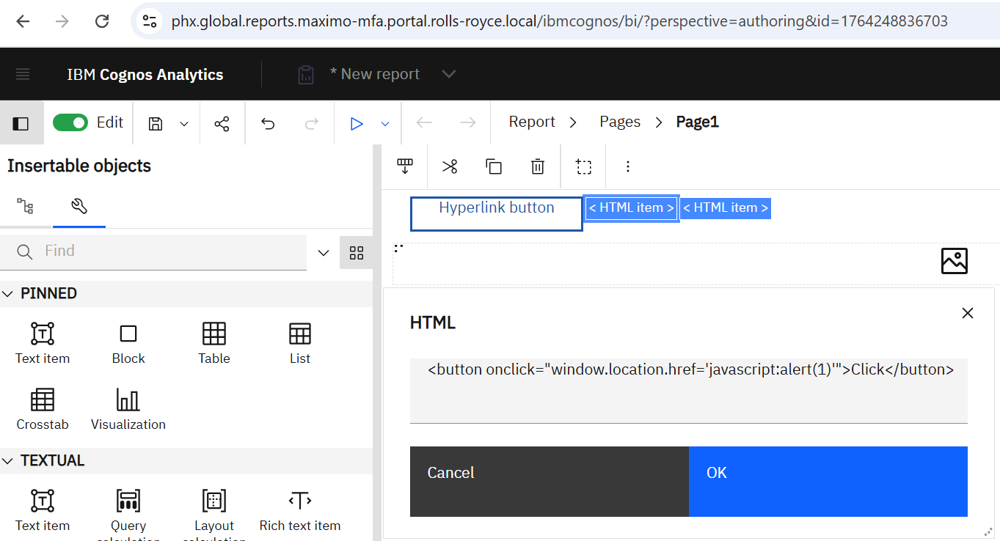 phx.global.reports.maximo-mfa.portal.rolls-royce.local/ibmcognos/bi/?perspective=authoring&id=1764248836703
IBM Cognos Analytics
* New report
Edit
Report > Pages > Page1
Insertable objects
Hyperlink button
< HTML item >
< HTML item >
Find
PINNED
Text item
Block
Table
List
Crosstab
Visualization
TEXTUAL
Text item
Query calculation
Layout calculation
Rich text item
HTML
<button onclick="window.location.href='javascript:alert(1)'">Click</button>
Cancel
OK